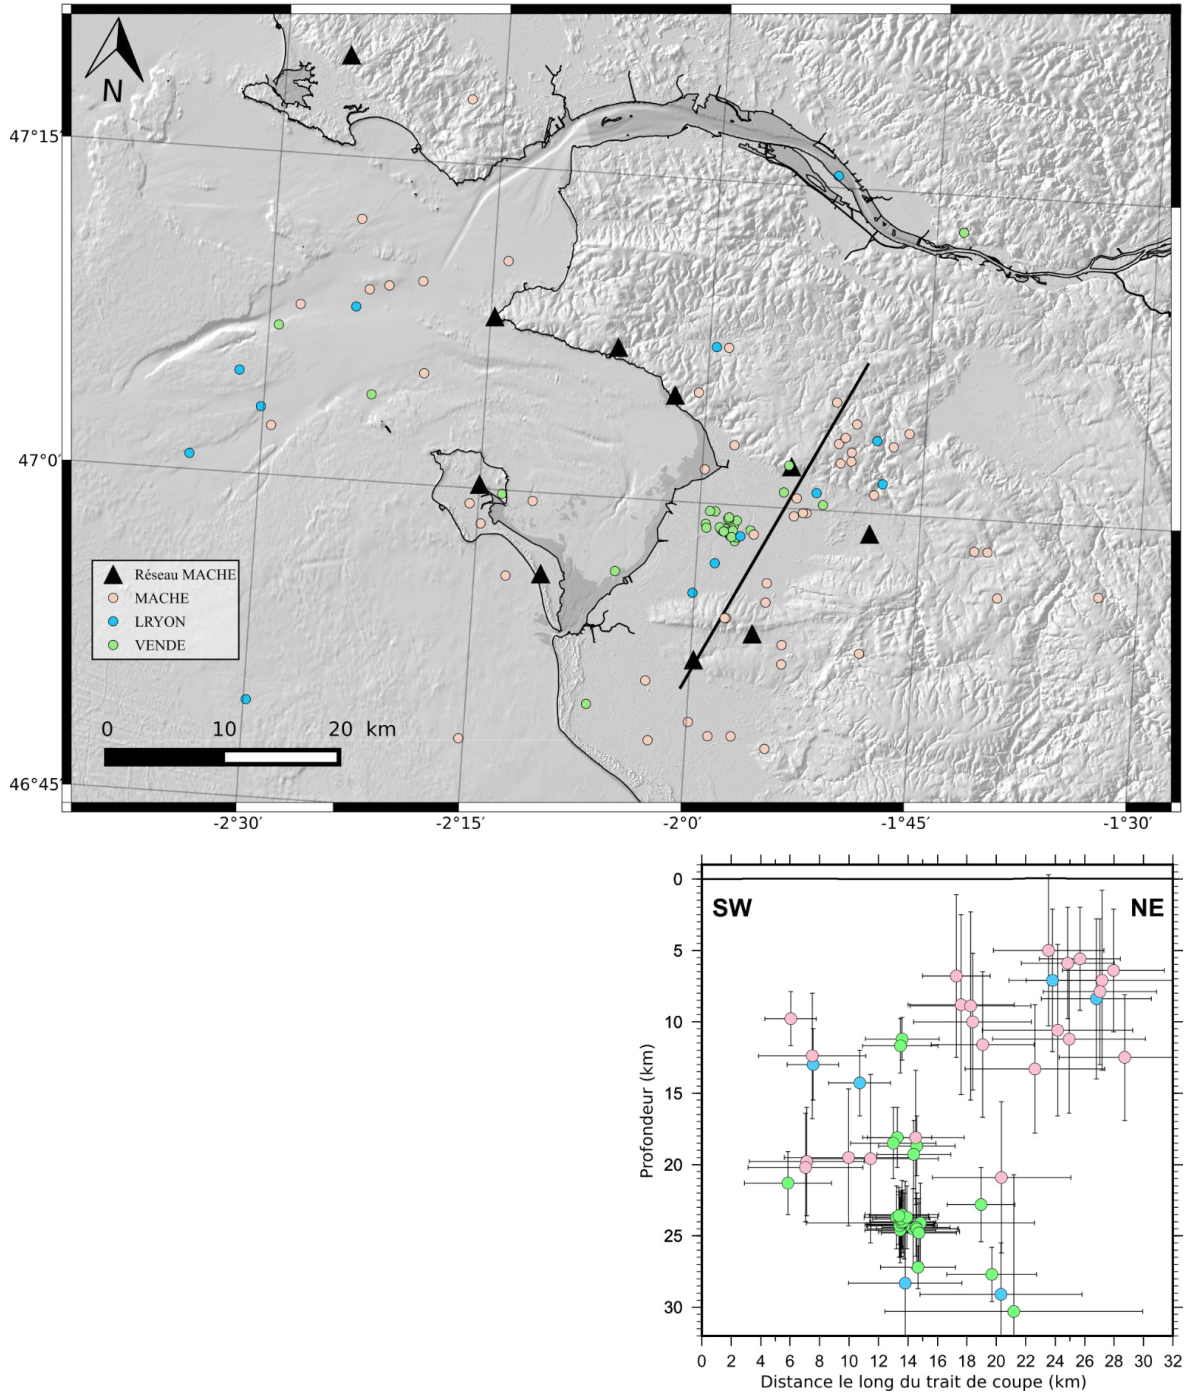 N
47°15′
47°0′
46°45′
Réseau MACHE
MACHE
LRYON
VENDE
0 10 20 km
-2°30′ -2°15′ -2°0′ -1°45′ -1°30′
SW NE
0
5
10
15
20
25
30
Profondeur (km)
0 2 4 6 8 10 12 14 16 18 20 22 24 26 28 30 32
Distance le long du trait de coupe (km)